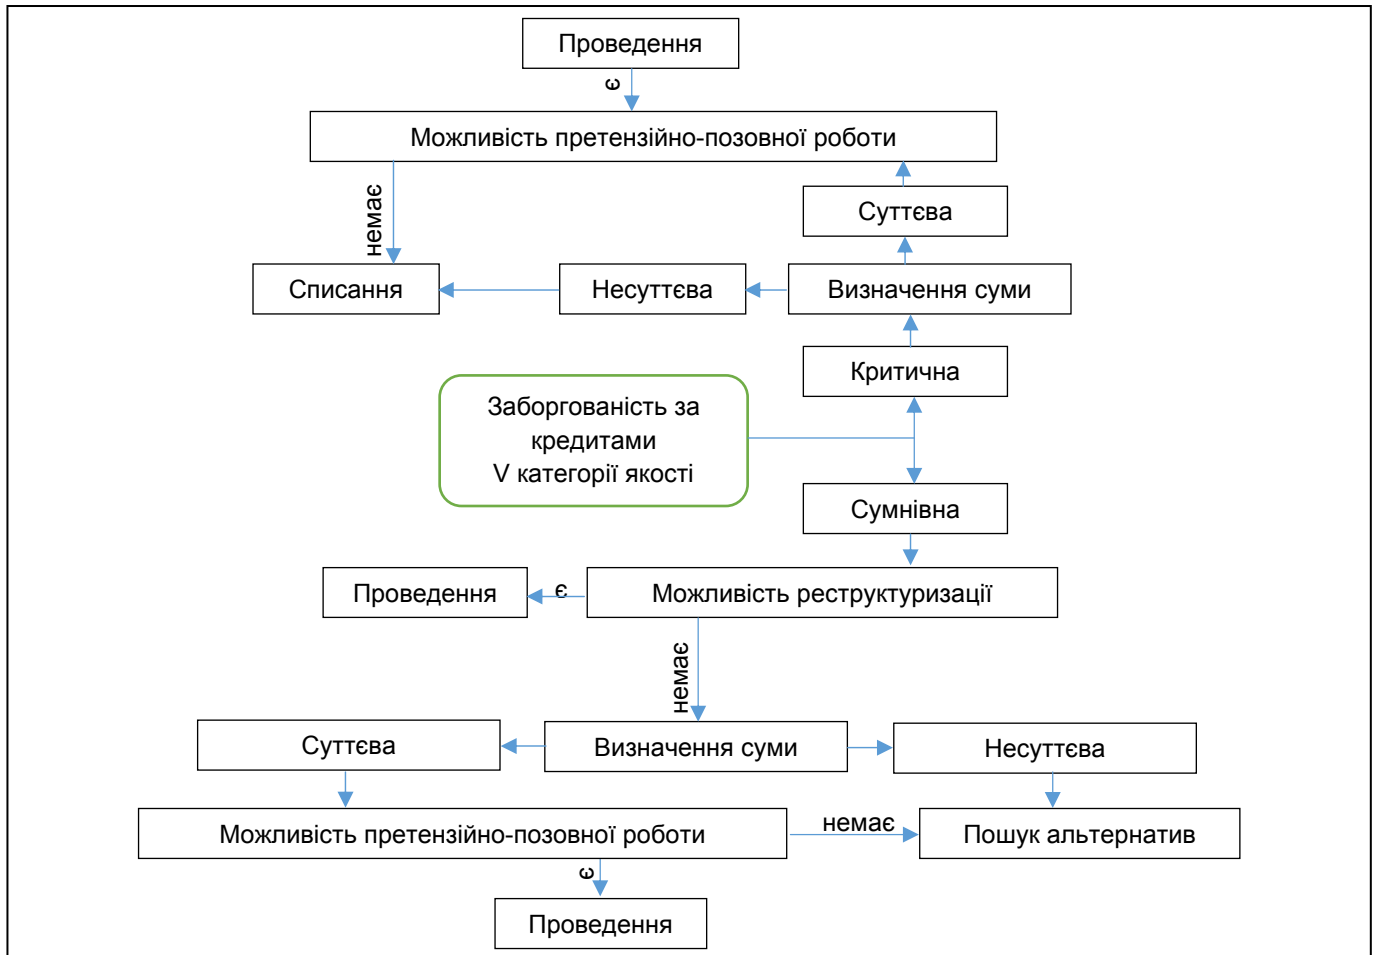 Проведення
є
Можливість претензійно-позовної роботи
немає
Суттєва
Списання
Несуттєва
Визначення суми
Критична
Заборгованість за
кредитами
V категорії якості
Сумнівна
Проведення
є
Можливість реструктуризації
немає
Суттєва
Визначення суми
Несуттєва
Можливість претензійно-позовної роботи
немає
Пошук альтернатив
є
Проведення